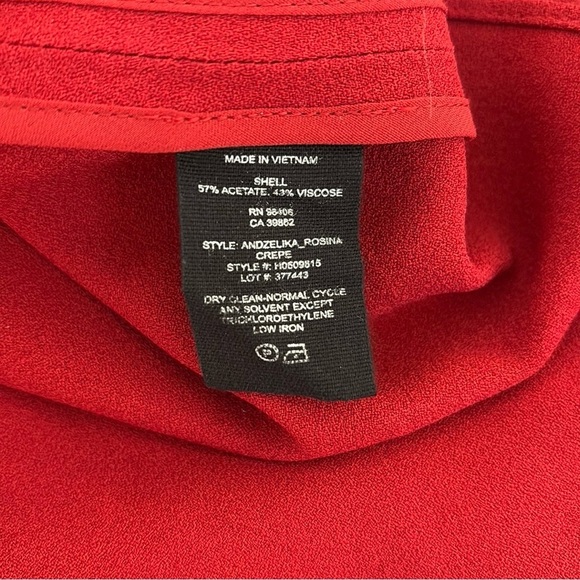 MADE IN VIETNAM
SHELL
57% ACETATE, 43% VISCOSE
RN 98406
CA 39882
STYLE: ANDZELIKA_ROSINA
CREPE
STYLE #: H0509815
LOT #: 377443
DRY CLEAN-NORMAL CYCLE
ANY SOLVENT EXCEPT
TRICHLOROETHYLENE
LOW IRON
P